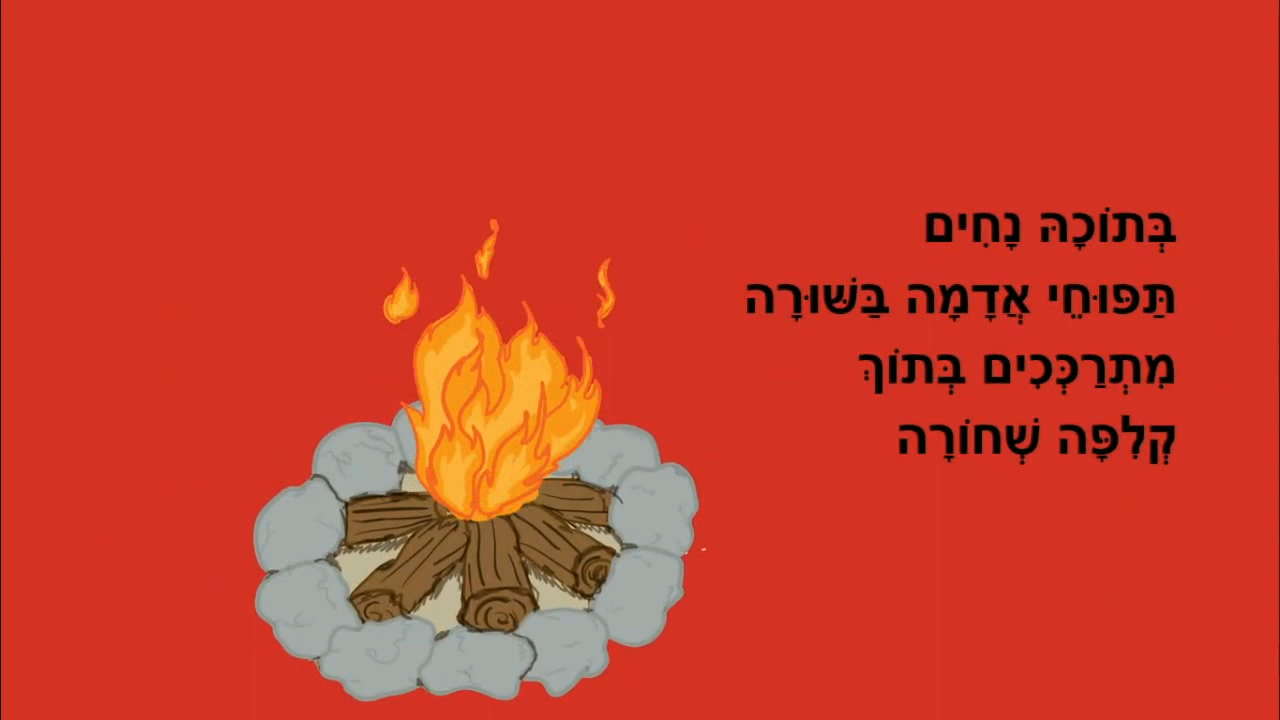 בְּתוֹכָהּ נָחִים
תַּפּוּחֵי אֲדָמָה בַּשּׁוּרָה
מִתְרַכְּכִים בְּתוֹךְ
קְלִפָּה שְׁחוֹרָה